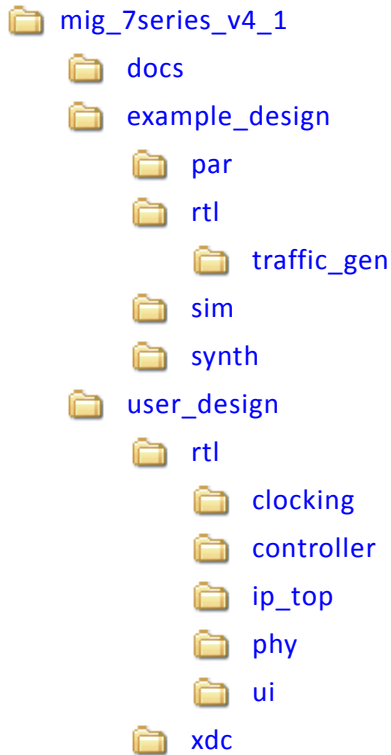 mig_7series_v4_1
docs
example_design
par
rtl
traffic_gen
sim
synth
user_design
rtl
clocking
controller
ip_top
phy
ui
xdc